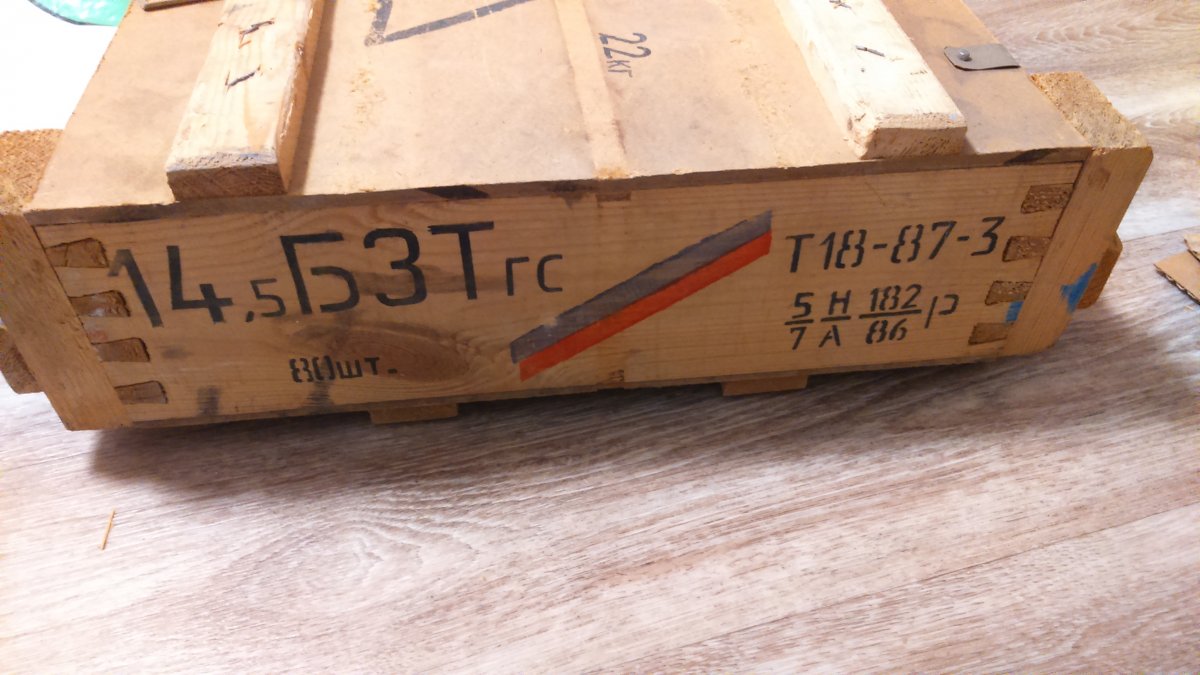 22кг
14,5БЗТгс
80шт.
Т18-87-3
5/7 Н/А 182/86 р